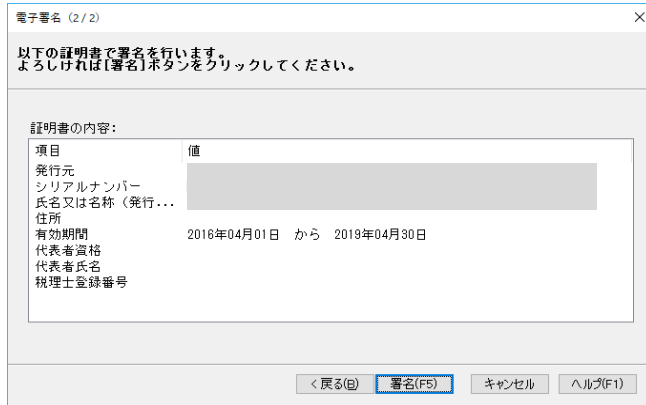 電子署名 (2/2)
以下の証明書で署名を行います。
よろしければ[署名]ボタンをクリックしてください。
証明書の内容:
項目 値
発行元
シリアルナンバー
氏名又は名称（発行...
住所
有効期間 2016年04月01日 から 2019年04月30日
代表者資格
代表者氏名
税理士登録番号
<戻る(B) 署名(F5) キャンセル ヘルプ(F1)